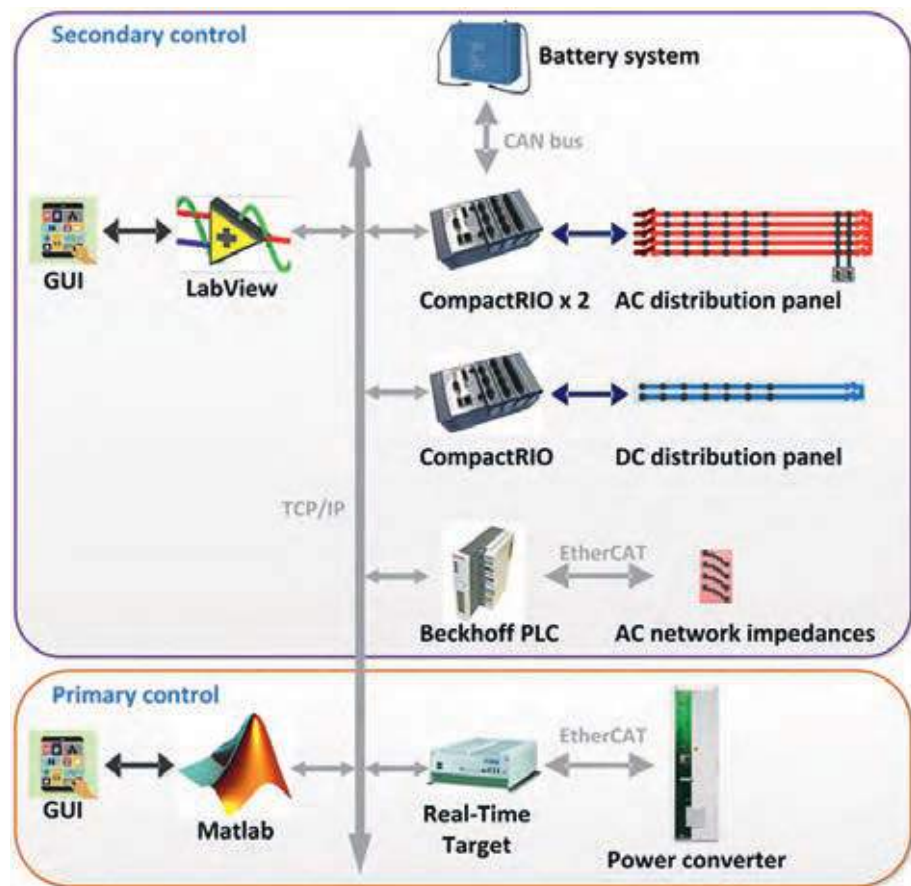 Secondary control
Battery system
CAN bus
GUI
LabView
CompactRIO x 2
AC distribution panel
CompactRIO
DC distribution panel
TCP/IP
EtherCAT
Beckhoff PLC
AC network impedances
Primary control
EtherCAT
GUI
Matlab
Real-Time
Target
Power converter